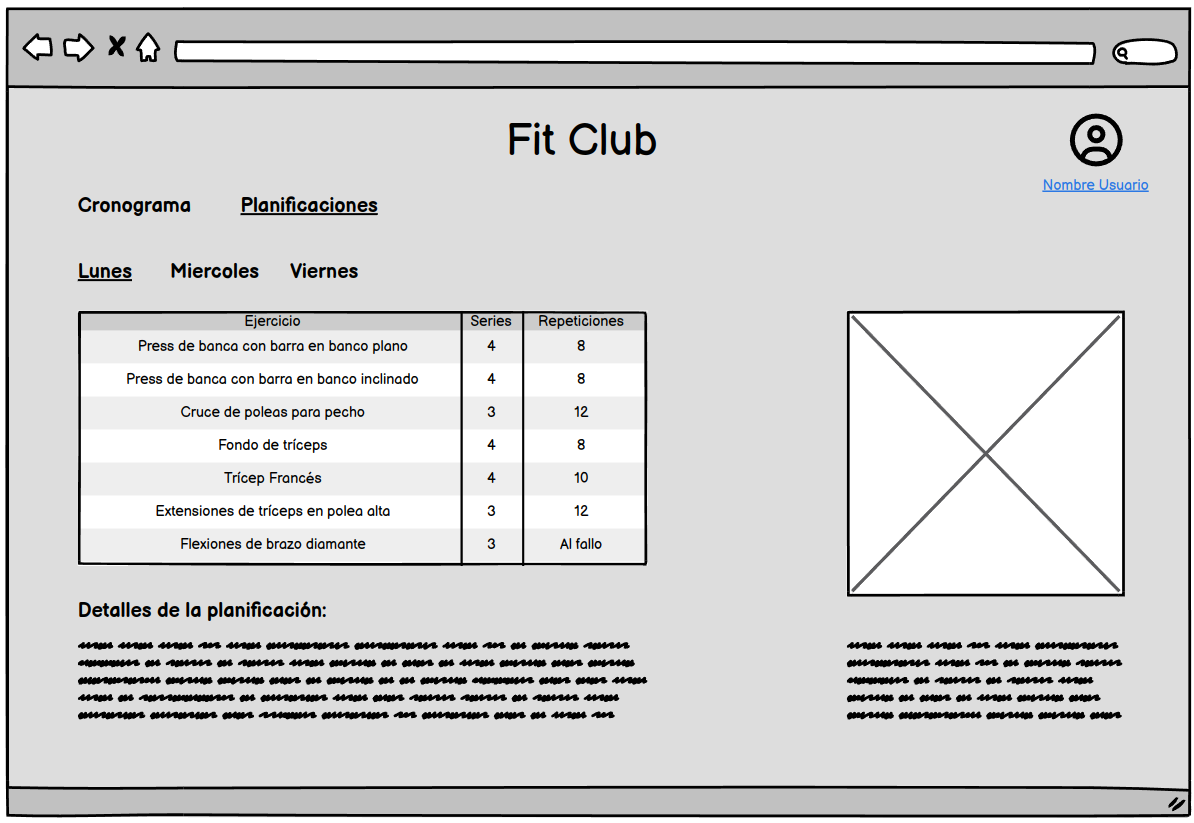 Fit Club
Nombre Usuario
Cronograma Planificaciones
Lunes Miercoles Viernes
Ejercicio Series Repeticiones
Press de banca con barra en banco plano 4 8
Press de banca con barra en banco inclinado 4 8
Cruce de poleas para pecho 3 12
Fondo de tríceps 4 8
Trícep Francés 4 10
Extensiones de tríceps en polea alta 3 12
Flexiones de brazo diamante 3 Al fallo
Detalles de la planificación: